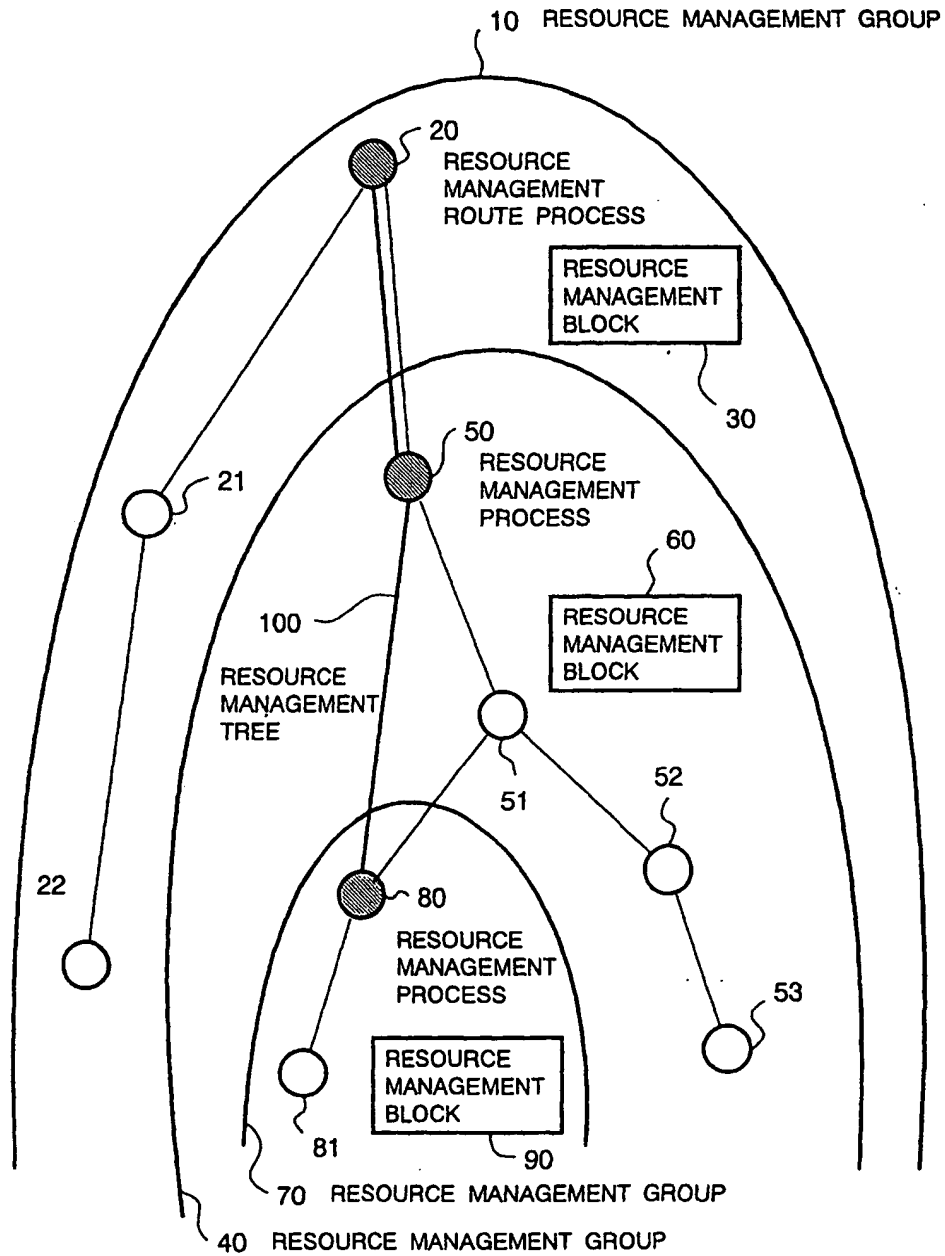 10 RESOURCE MANAGEMENT GROUP
20
RESOURCE
MANAGEMENT
ROUTE PROCESS
RESOURCE
MANAGEMENT
BLOCK
30
50
RESOURCE
MANAGEMENT
PROCESS
21
60
RESOURCE
MANAGEMENT
BLOCK
100
RESOURCE
MANAGEMENT
TREE
51
52
22
80
RESOURCE
MANAGEMENT
PROCESS
53
RESOURCE
MANAGEMENT
BLOCK
81
90
70 RESOURCE MANAGEMENT GROUP
40 RESOURCE MANAGEMENT GROUP